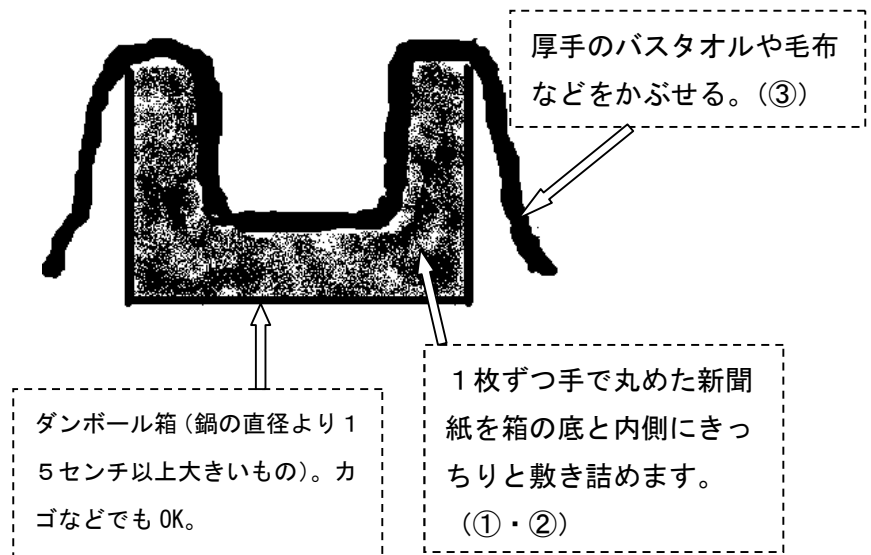 厚手のバスタオルや毛布
などをかぶせる。(③)
ダンボール箱(鍋の直径より1
5センチ以上大きいもの)。カ
ゴなどでも OK。
1枚ずつ手で丸めた新聞
紙を箱の底と内側にきっ
ちりと敷き詰めます。
(①・②)